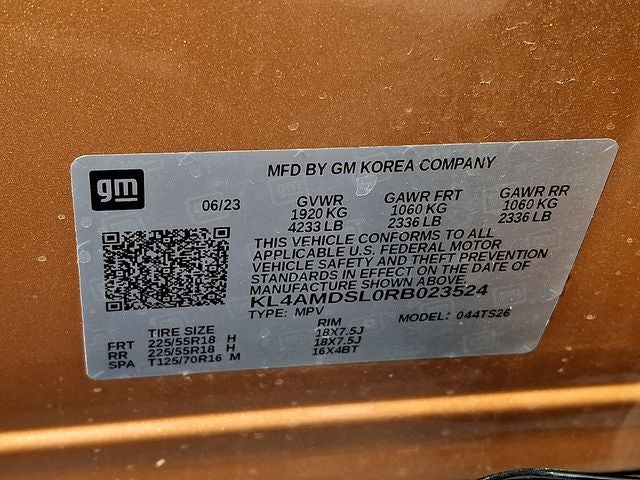 MFD BY GM KOREA COMPANY
gm
06/23
GVWR GAWR FRT GAWR RR
1920 KG 1060 KG 1060 KG
4233 LB 2336 LB 2336 LB
THIS VEHICLE CONFORMS TO ALL
APPLICABLE U.S. FEDERAL MOTOR
VEHICLE SAFETY AND THEFT PREVENTION
STANDARDS IN EFFECT ON THE DATE OF
MANUFACTURE SHOWN ABOVE
KL4AMDSL0RB023524
TYPE: MPV MODEL: 044TS26
TIRE SIZE RIM
FRT 225/55R18 H 18X7.5J
RR 225/55R18 H 18X7.5J
SPA T125/70R16 M 16X4BT